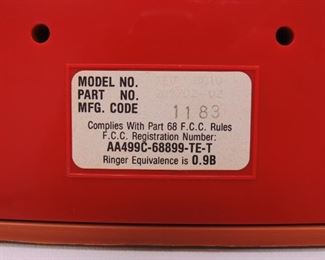 MODEL NO.
PART NO.
MFG. CODE 1183
Complies With Part 68 F.C.C. Rules
F.C.C. Registration Number:
AA499C-68899-TE-T
Ringer Equivalence is 0.9B